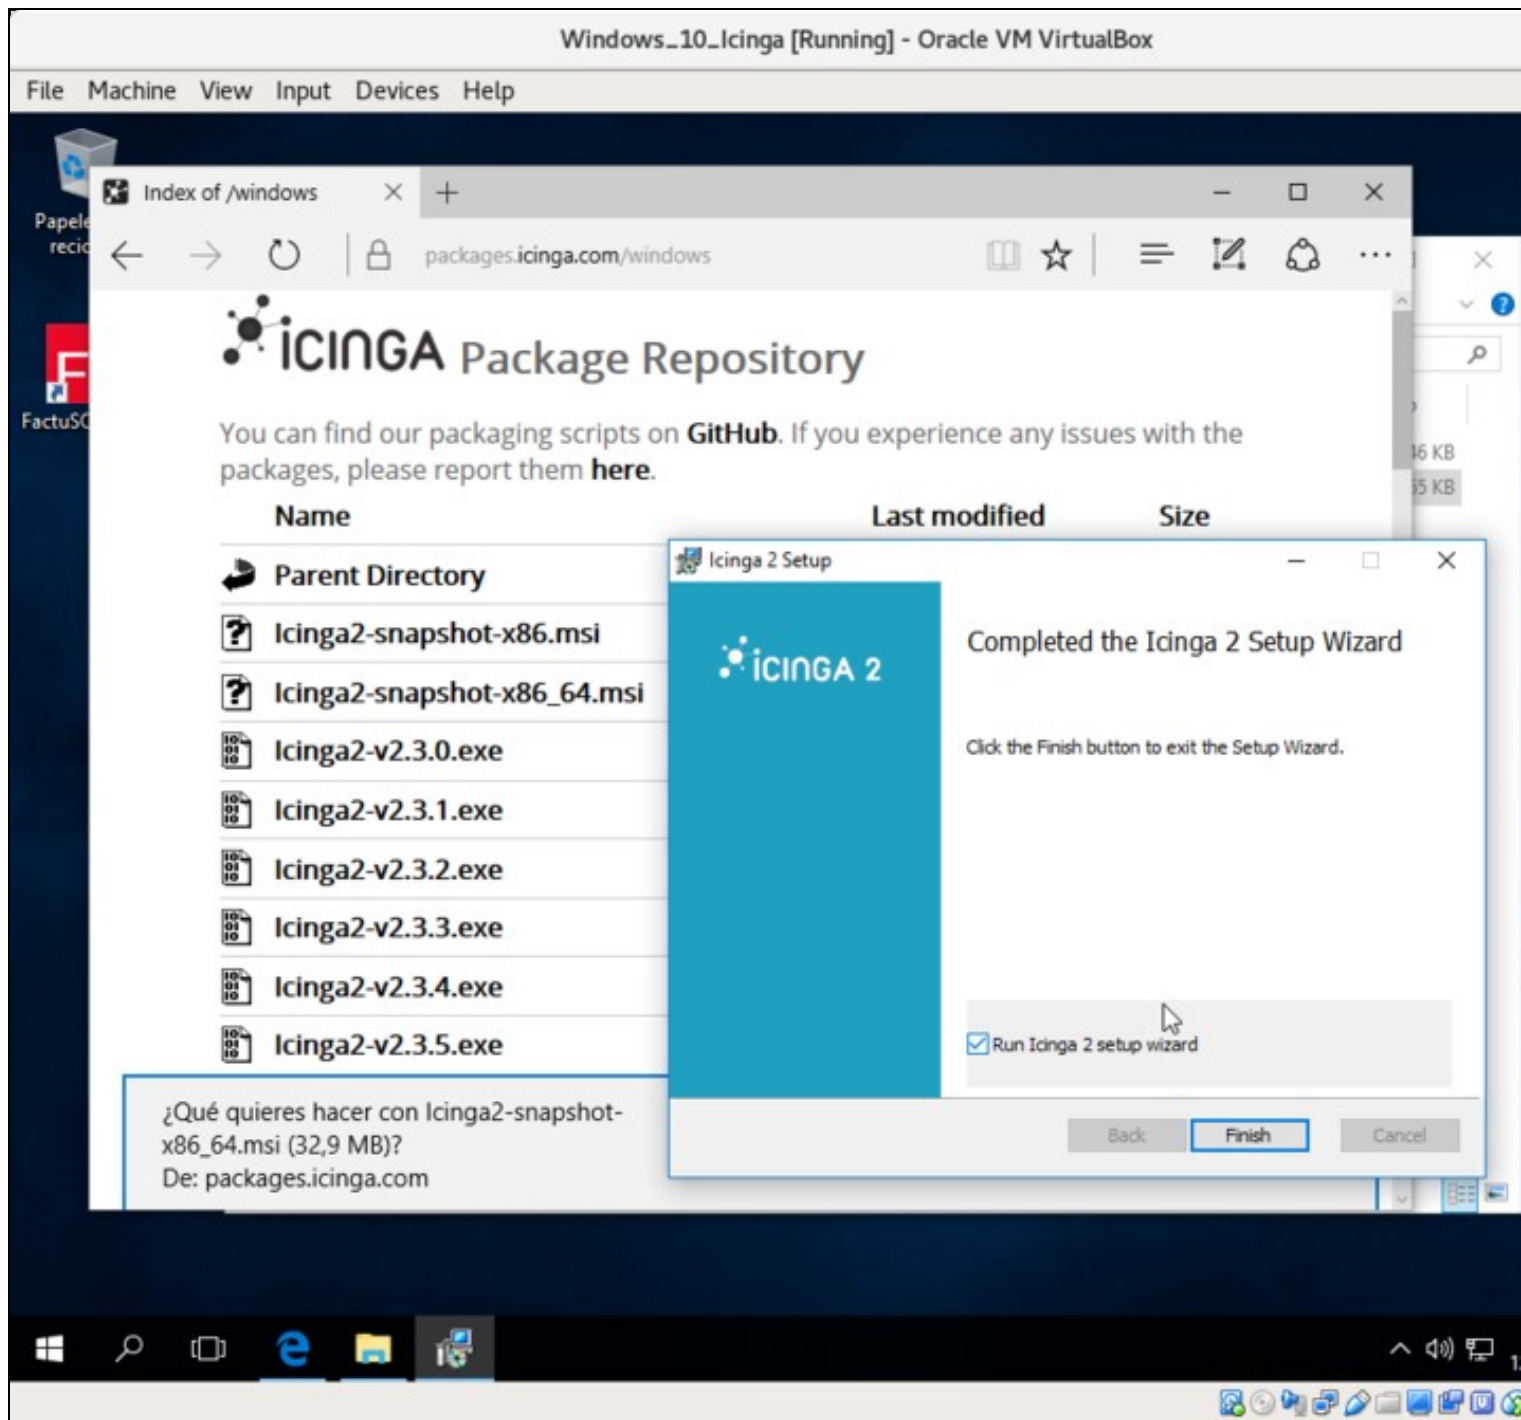 Windows_10_Icinga [Running] - Oracle VM VirtualBox
File Machine View Input Devices Help
Index of /windows
packages.icinga.com/windows
ICINGA Package Repository
You can find our packaging scripts on GitHub. If you experience any issues with the
packages, please report them here.
Name Last modified Size
Parent Directory
Icinga2-snapshot-x86.msi
Icinga2-snapshot-x86_64.msi
Icinga2-v2.3.0.exe
Icinga2-v2.3.1.exe
Icinga2-v2.3.2.exe
Icinga2-v2.3.3.exe
Icinga2-v2.3.4.exe
Icinga2-v2.3.5.exe
¿Qué quieres hacer con Icinga2-snapshot-
x86_64.msi (32,9 MB)?
De: packages.icinga.com
Icinga 2 Setup
ICINGA 2
Completed the Icinga 2 Setup Wizard
Click the Finish button to exit the Setup Wizard.
Run Icinga 2 setup wizard
Back Finish Cancel
KB
KB